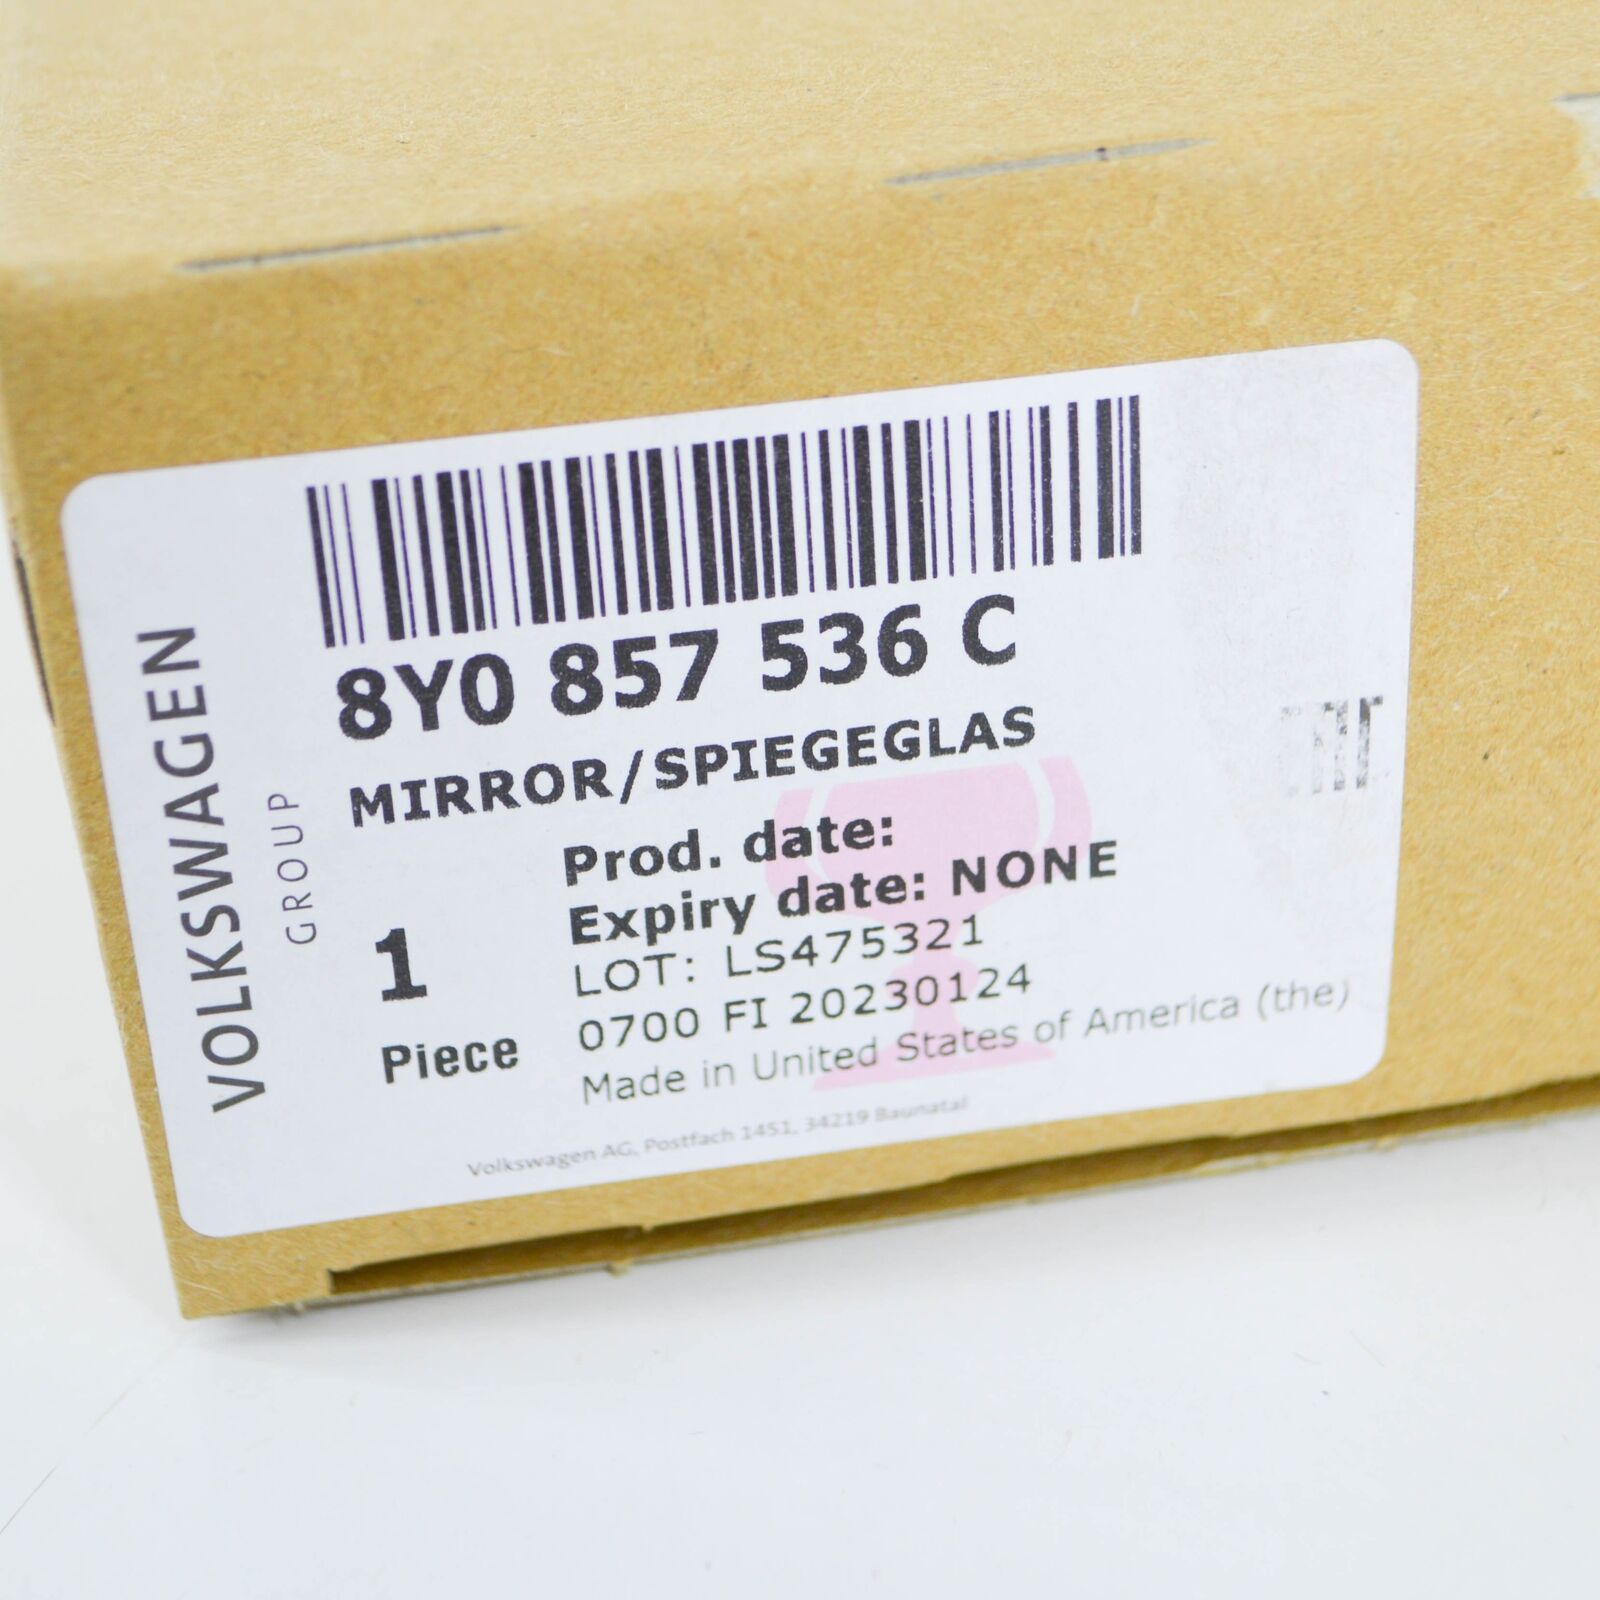 VOLKSWAGEN
GROUP
8Y0 857 536 C
MIRROR/SPIEGEGLAS
1
Piece
Prod. date:
Expiry date: NONE
LOT: LS475321
0700 FI 20230124
Made in United States of America (the)
Volkswagen AG, Postfach 1451, 34219 Baunatal